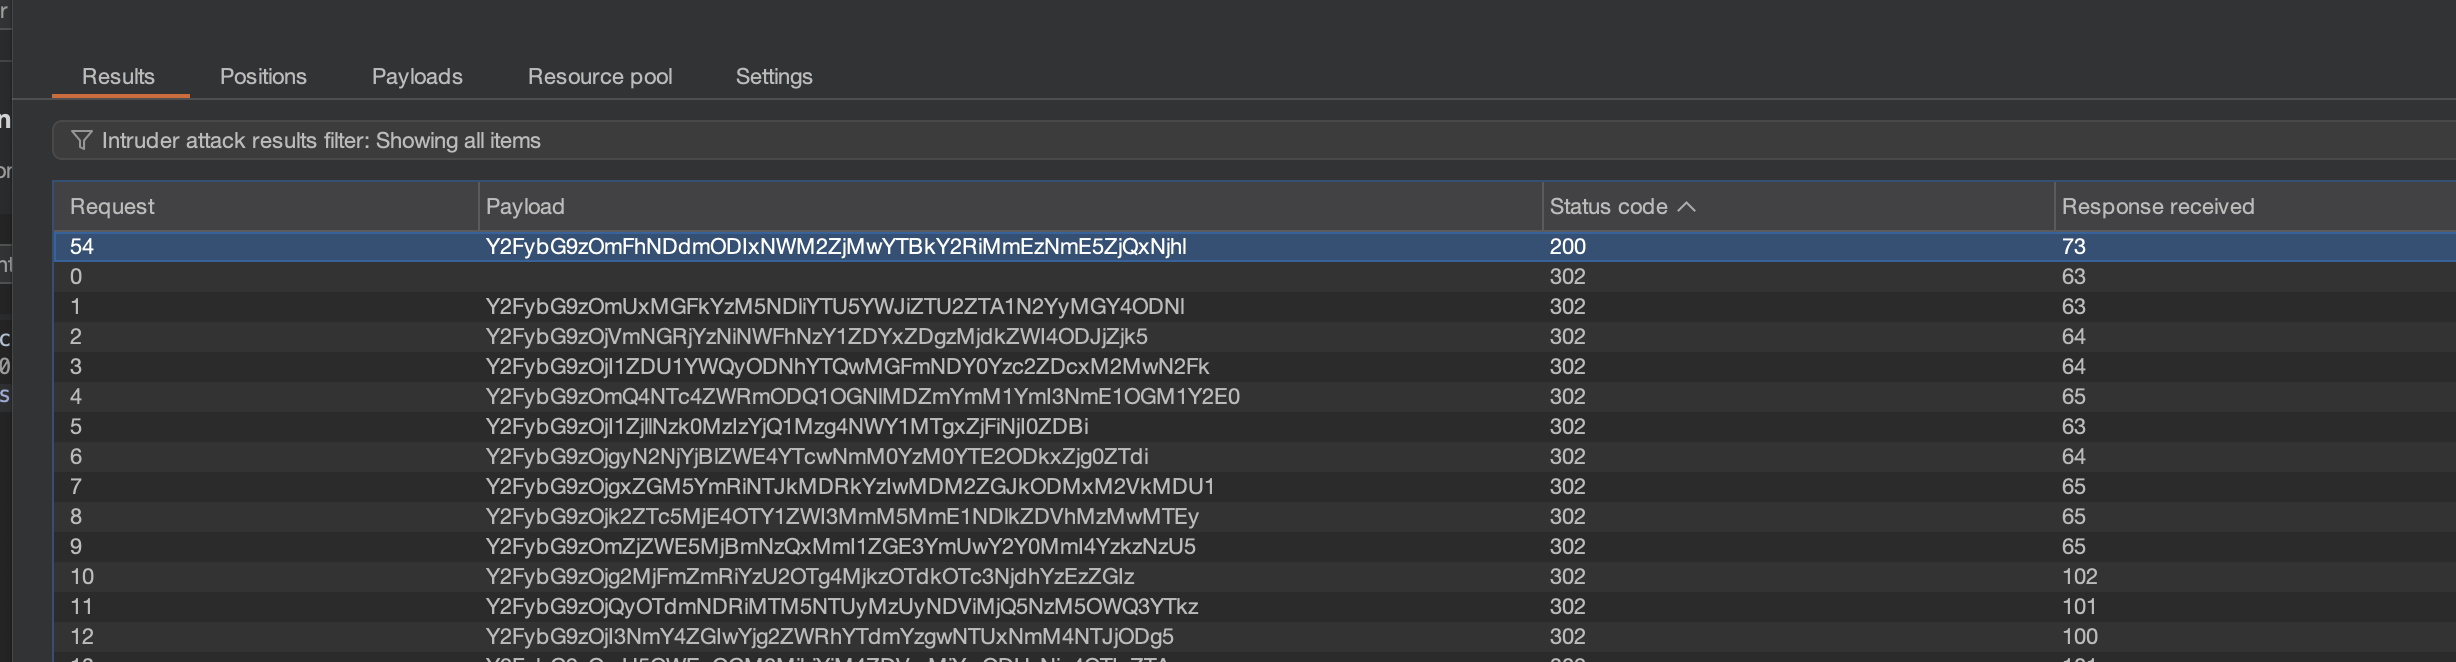 Results Positions Payloads Resource pool Settings
Intruder attack results filter: Showing all items
Request Payload Status code Response received
54 Y2FybG9zOmFhNDdmODIxNWM2ZjMwYTBkY2RiMmEzNmE5ZjQxNjhl 200 73
0 302 63
1 Y2FybG9zOmUxMGFkYzM5NDliYTU5YWJiZTU2ZTA1N2YyMGY4ODNl 302 63
2 Y2FybG9zOjVmNGRjYzNiNWFhNzY1ZDYxZDgzMjdkZWI4ODJjZjk5 302 64
3 Y2FybG9zOjI1ZDU1YWQyODNhYTQwMGFmNDY0Yzc2ZDcxM2MwN2Fk 302 64
4 Y2FybG9zOmQ4NTc4ZWRmODQ1OGNlMDZmYmM1YmI3NmE1OGM1Y2E0 302 65
5 Y2FybG9zOjI1ZjllNzk0MzIzYjQ1Mzg4NWY1MTgxZjFiNjI0ZDBi 302 63
6 Y2FybG9zOjgyN2NjYjBlZWE4YTcwNmM0YzM0YTE2ODkxZjg0ZTdi 302 64
7 Y2FybG9zOjgxZGM5YmRiNTJkMDRkYzIwMDM2ZGJkODMxM2VkMDU1 302 65
8 Y2FybG9zOjk2ZTc5MjE4OTY1ZWI3MmM5MmE1NDlkZDVhMzMwMTEy 302 65
9 Y2FybG9zOmZjZWE5MjBmNzQxMmI1ZGE3YmUwY2Y0MmI4YzkzNzU5 302 65
10 Y2FybG9zOjg2MjFmZmRiYzU2OTg4MjkzOTdkOTc3NjdhYzEzZGIz 302 102
11 Y2FybG9zOjQyOTdmNDRiMTM5NTUyMzUyNDViMjQ5NzM5OWQ3YTkz 302 101
12 Y2FybG9zOjI3NmY4ZGIwYjg2ZWRhYTdmYzgwNTUxNmM4NTJjODg5 302 100